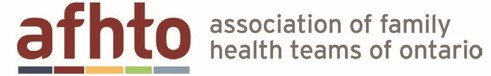 afhto
association of family
health teams of ontario